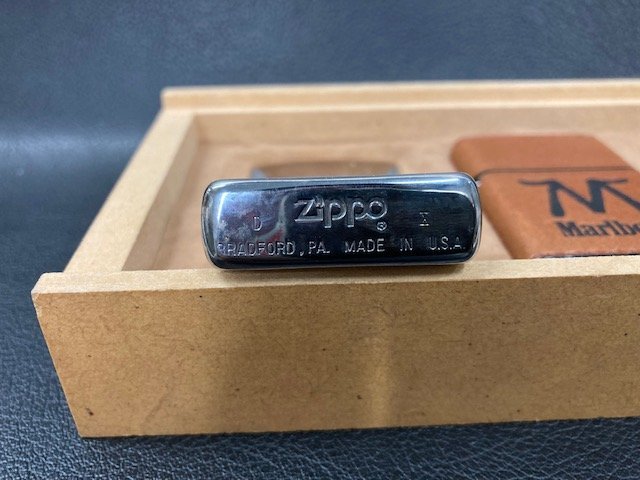 D Zippo ® X
BRADFORD, PA. MADE IN U.S.A
Marlbo